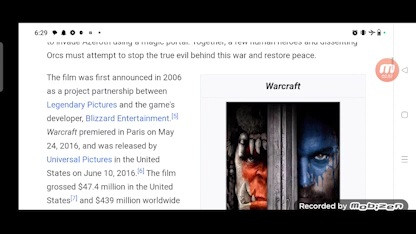 6:29
to invade Azeroth using a magic portal. Together, a few human heroes and dissenting
Orcs must attempt to stop the true evil behind this war and restore peace.
The film was first announced in 2006
as a project partnership between
Legendary Pictures and the game's
developer, Blizzard Entertainment.[5]
Warcraft premiered in Paris on May
24, 2016, and was released by
Universal Pictures in the United
States on June 10, 2016.[6] The film
grossed $47.4 million in the United
States[7] and $439 million worldwide
Warcraft
Recorded by MOBIZEN